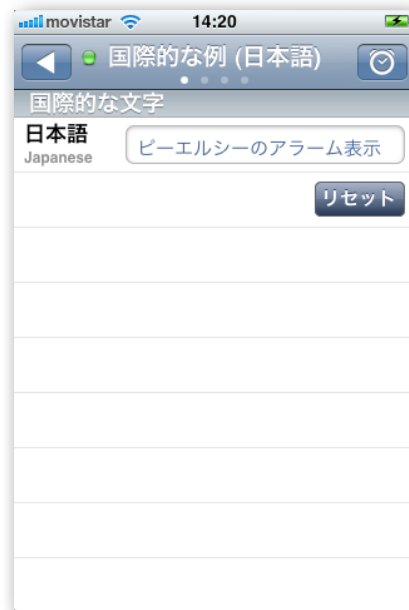 movistar 14:20
国際的な例 (日本語)
国際的な文字
日本語 ピーエルシーのアラーム表示
Japanese
リセット